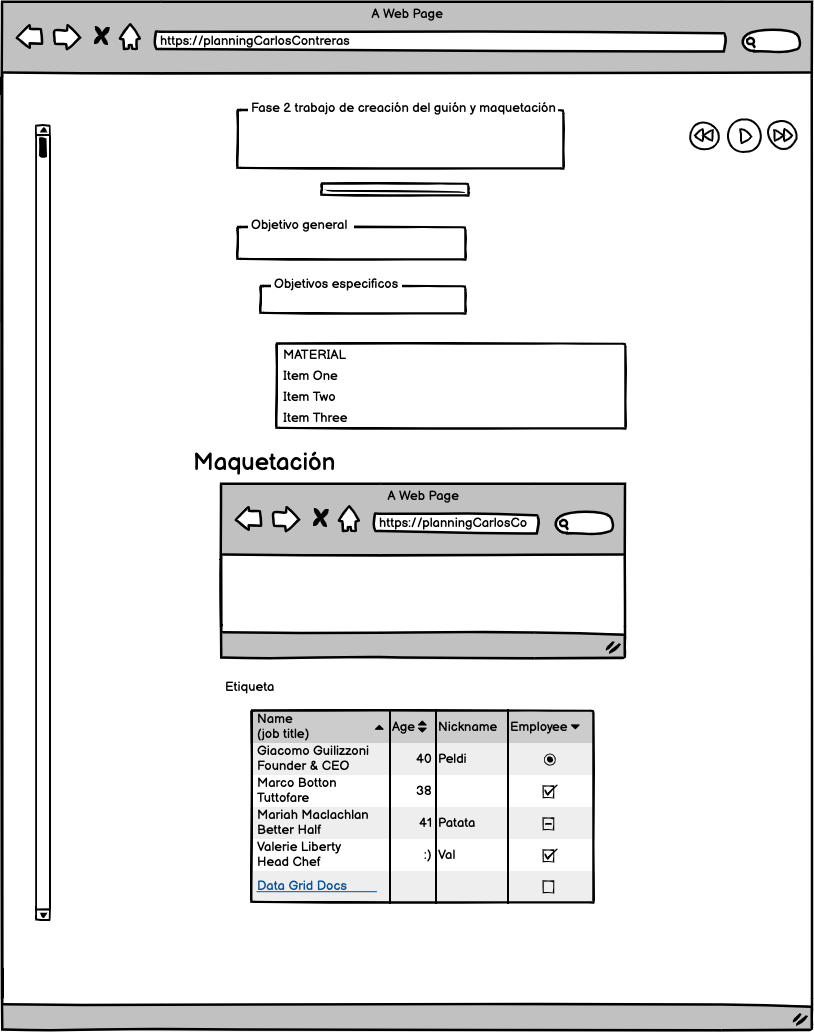 A Web Page
https://planningCarlosContreras
Fase 2 trabajo de creación del guión y maquetación
Objetivo general
Objetivos especificos
MATERIAL
Item One
Item Two
Item Three
Maquetación
A Web Page
https://planningCarlosCo
Etiqueta
Name
(job title)
Age
Nickname
Employee
Giacomo Guilizzoni
Founder & CEO
40
Peldi
Marco Botton
Tuttofare
38
Mariah Maclachlan
Better Half
41
Patata
Valerie Liberty
Head Chef
:)
Val
Data Grid Docs